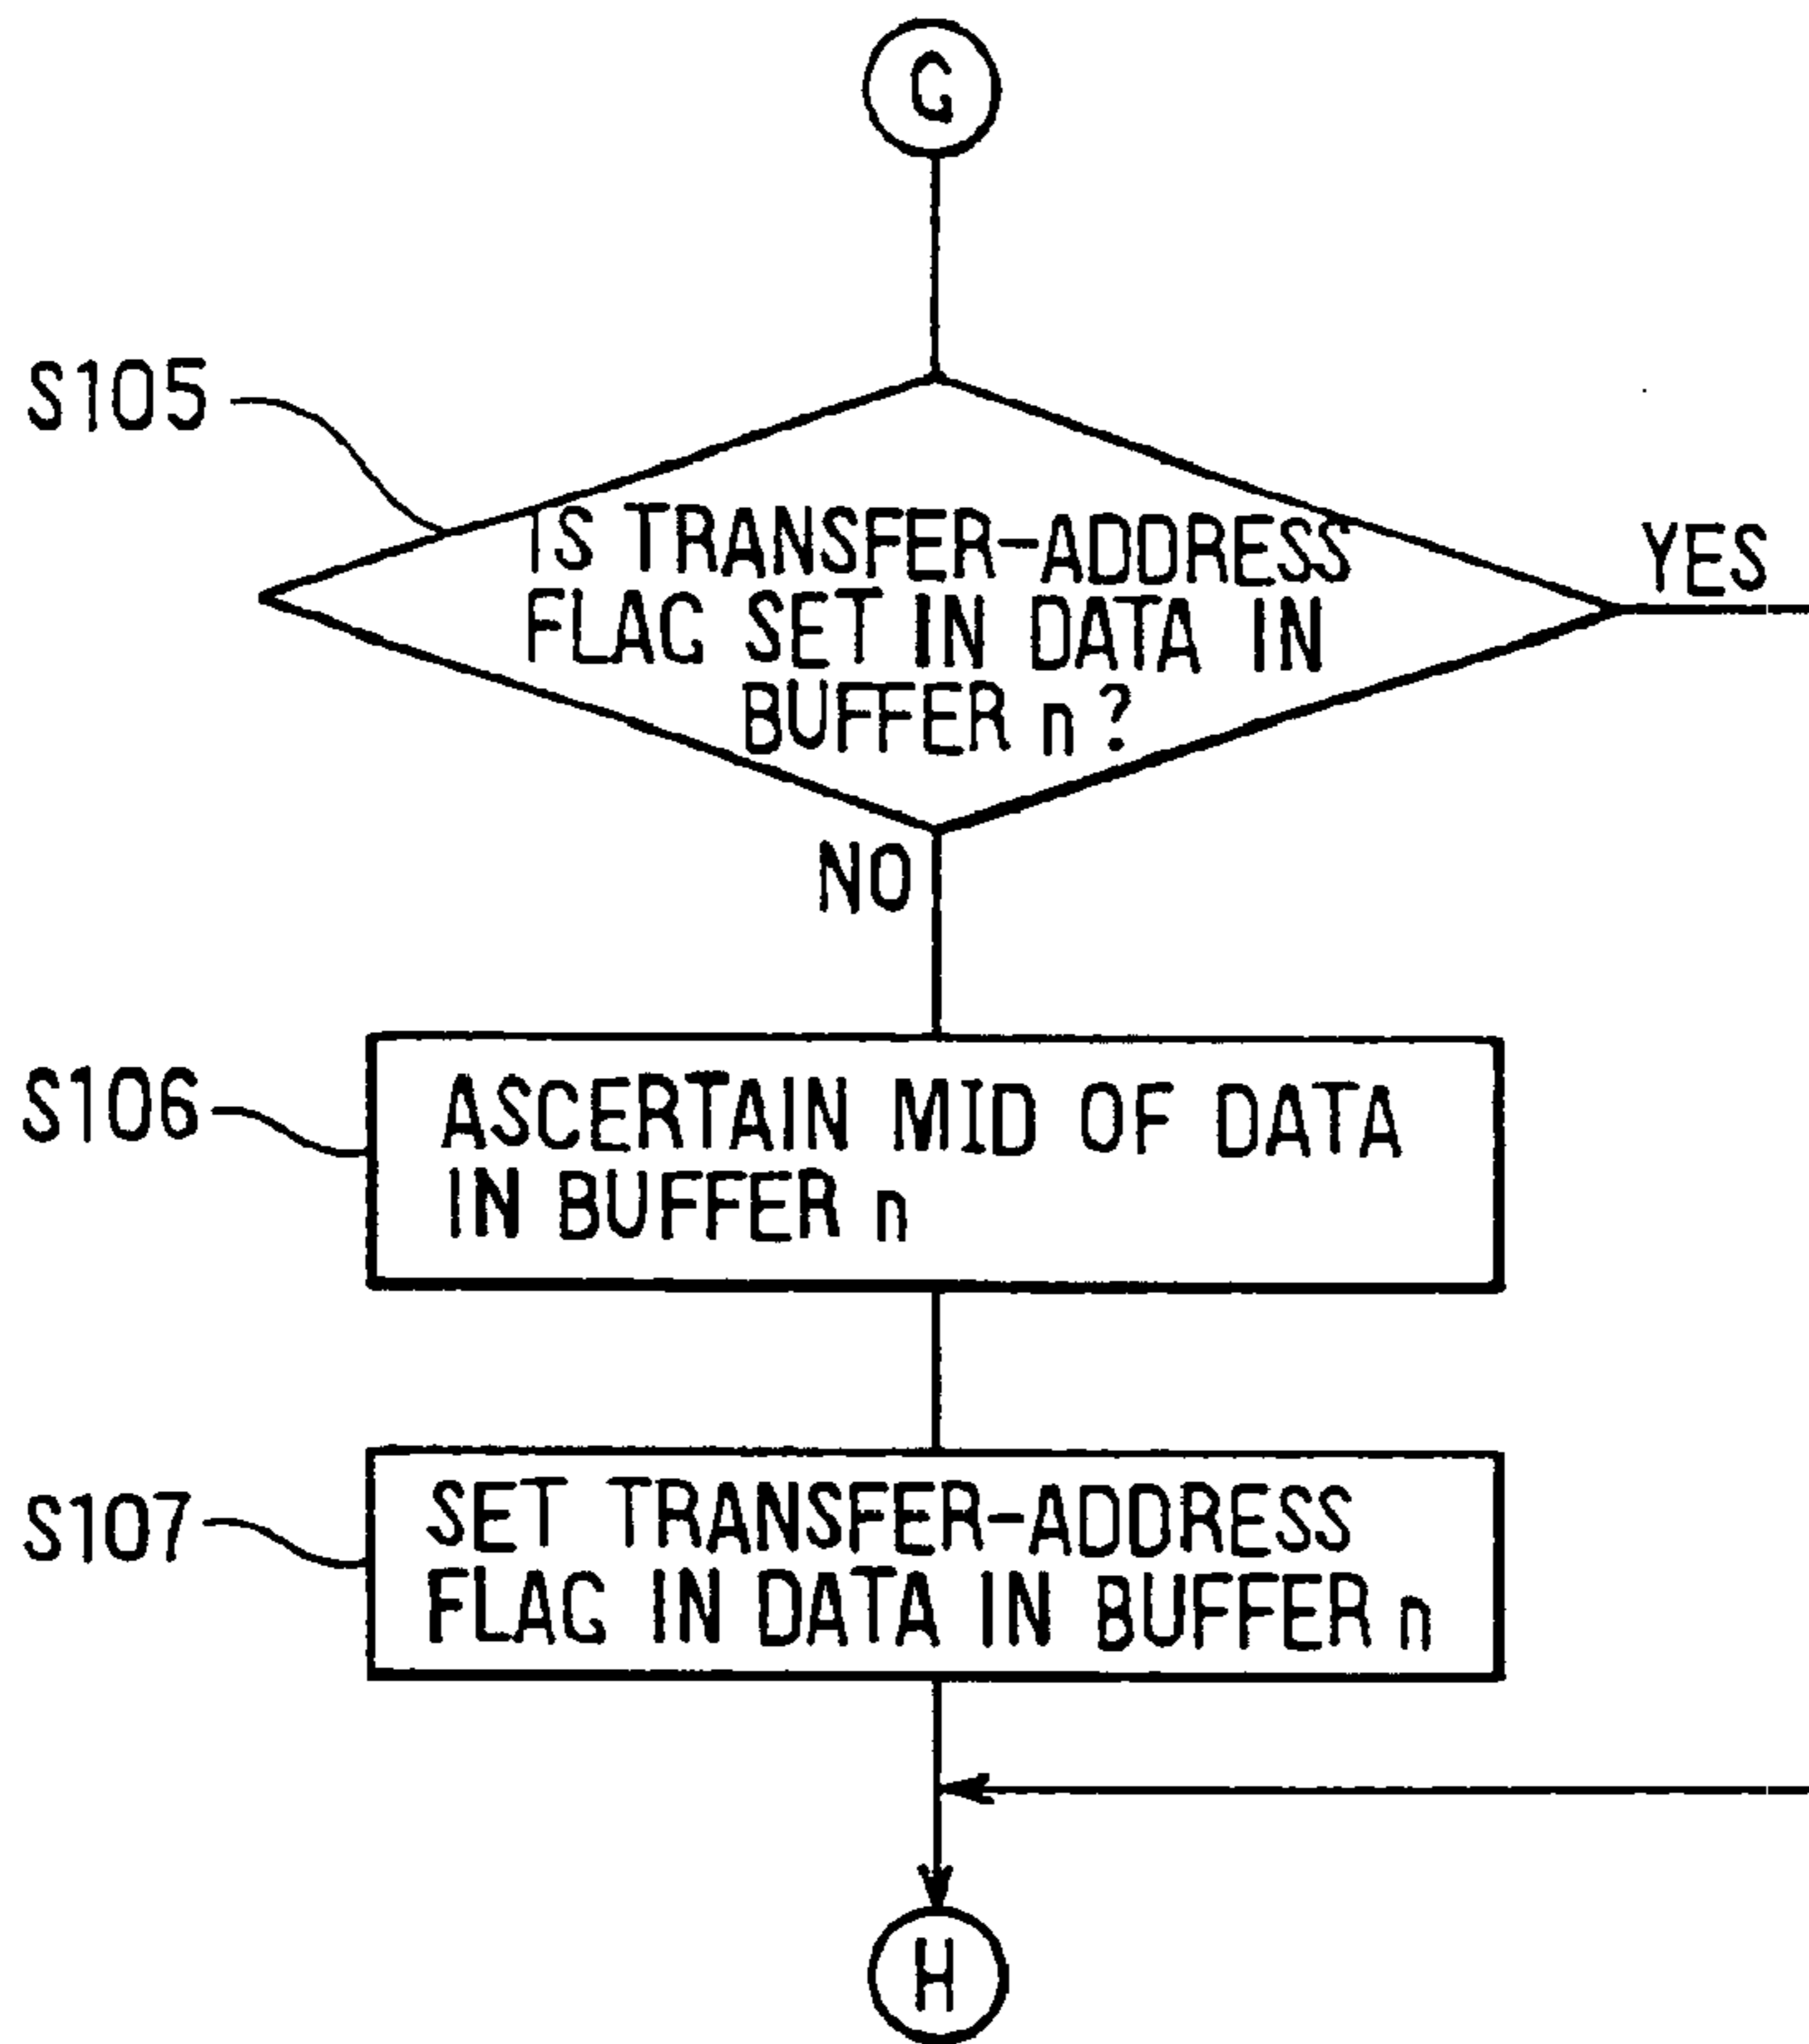 G
S105
IS TRANSFER-ADDRESS
FLAG SET IN DATA IN
BUFFER n?
YES
NO
S106
ASCERTAIN MID OF DATA
IN BUFFER n
S107
SET TRANSFER-ADDRESS
FLAG IN DATA IN BUFFER n
H